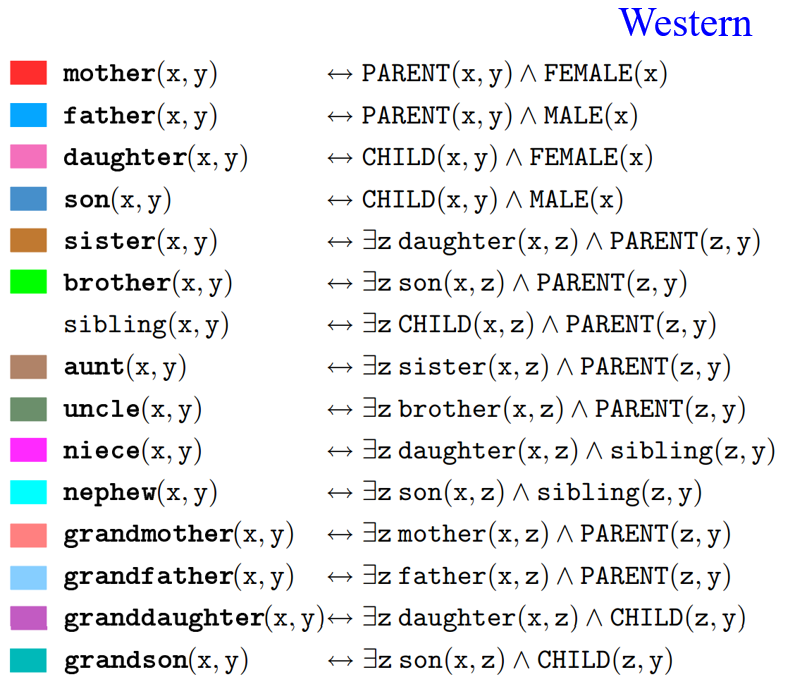 Western
mother(x, y) ↔ PARENT(x, y) ∧ FEMALE(x)
father(x, y) ↔ PARENT(x, y) ∧ MALE(x)
daughter(x, y) ↔ CHILD(x, y) ∧ FEMALE(x)
son(x, y) ↔ CHILD(x, y) ∧ MALE(x)
sister(x, y) ↔ ∃z daughter(x, z) ∧ PARENT(z, y)
brother(x, y) ↔ ∃z son(x, z) ∧ PARENT(z, y)
sibling(x, y) ↔ ∃z CHILD(x, z) ∧ PARENT(z, y)
aunt(x, y) ↔ ∃z sister(x, z) ∧ PARENT(z, y)
uncle(x, y) ↔ ∃z brother(x, z) ∧ PARENT(z, y)
niece(x, y) ↔ ∃z daughter(x, z) ∧ sibling(z, y)
nephew(x, y) ↔ ∃z son(x, z) ∧ sibling(z, y)
grandmother(x, y) ↔ ∃z mother(x, z) ∧ PARENT(z, y)
grandfather(x, y) ↔ ∃z father(x, z) ∧ PARENT(z, y)
granddaughter(x, y) ↔ ∃z daughter(x, z) ∧ CHILD(z, y)
grandson(x, y) ↔ ∃z son(x, z) ∧ CHILD(z, y)